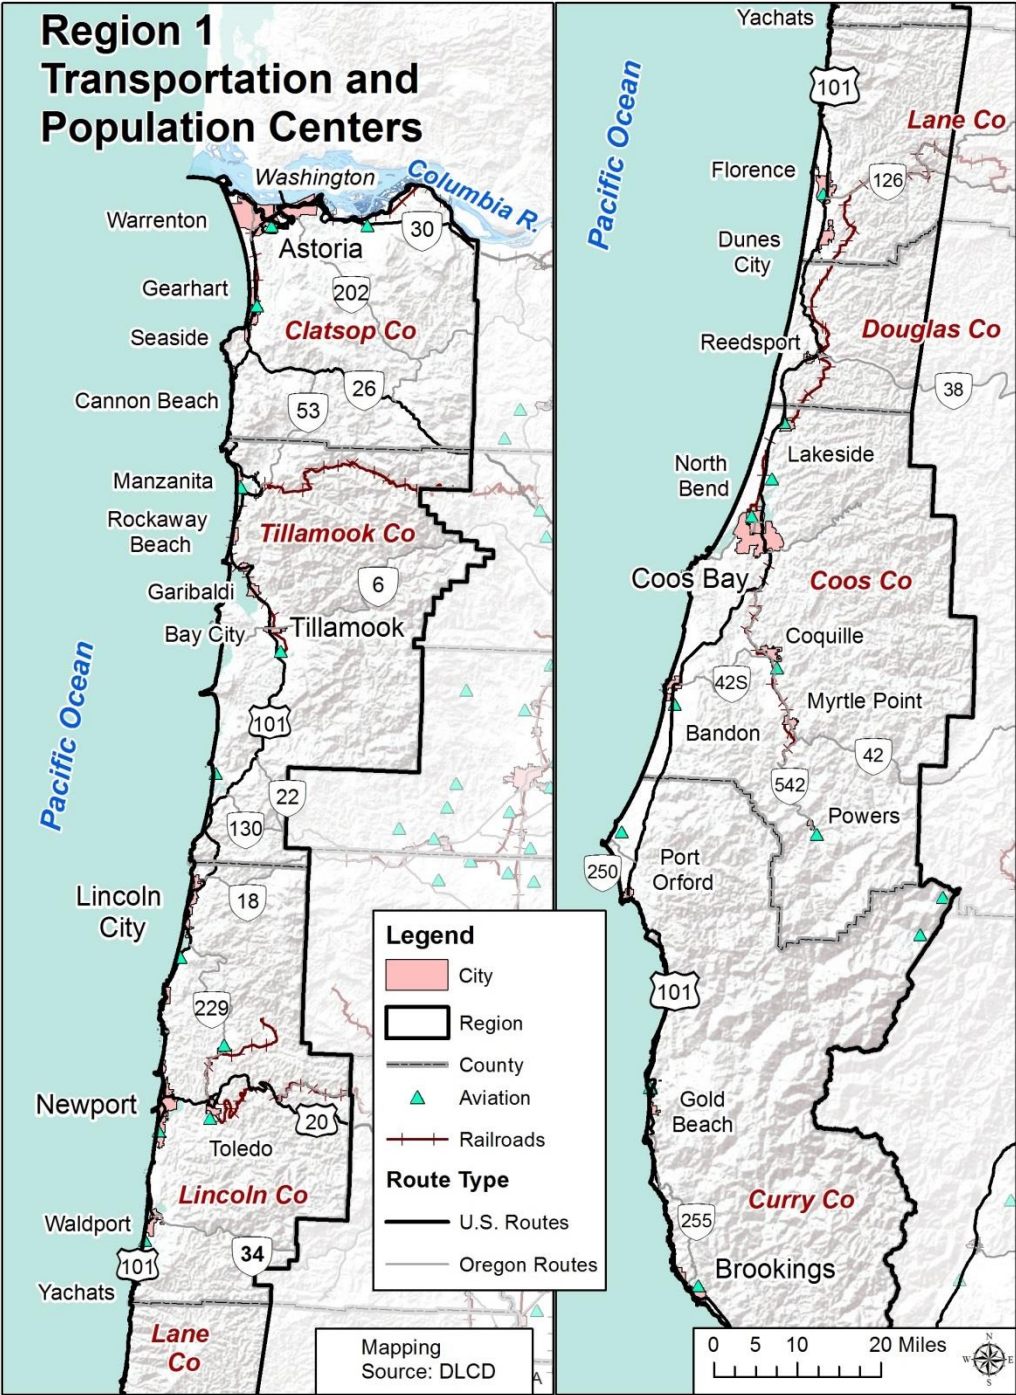 Region 1
Transportation and
Population Centers
Washington
Columbia R.
Warrenton
30
Astoria
Gearhart
202
Seaside
Clatsop Co
26
Cannon Beach
53
Manzanita
Rockaway
Beach
Tillamook Co
6
Garibaldi
Bay City
Tillamook
Pacific Ocean
101
22
130
18
Lincoln
City
229
Newport
20
Toledo
Lincoln Co
Waldport
34
101
Yachats
Lane
Co
Legend
City
Region
County
Aviation
Railroads
Route Type
U.S. Routes
Oregon Routes
Mapping
Source: DLCD
A
Yachats
101
Pacific Ocean
Lane Co
Florence
126
Dunes
City
Douglas Co
Reedsport
38
Lakeside
North
Bend
Coos Bay
Coos Co
Coquille
42S
Myrtle Point
Bandon
42
542
Powers
Port
Orford
250
101
Gold
Beach
Curry Co
255
Brookings
0 5 10 20 Miles
N
W E
S